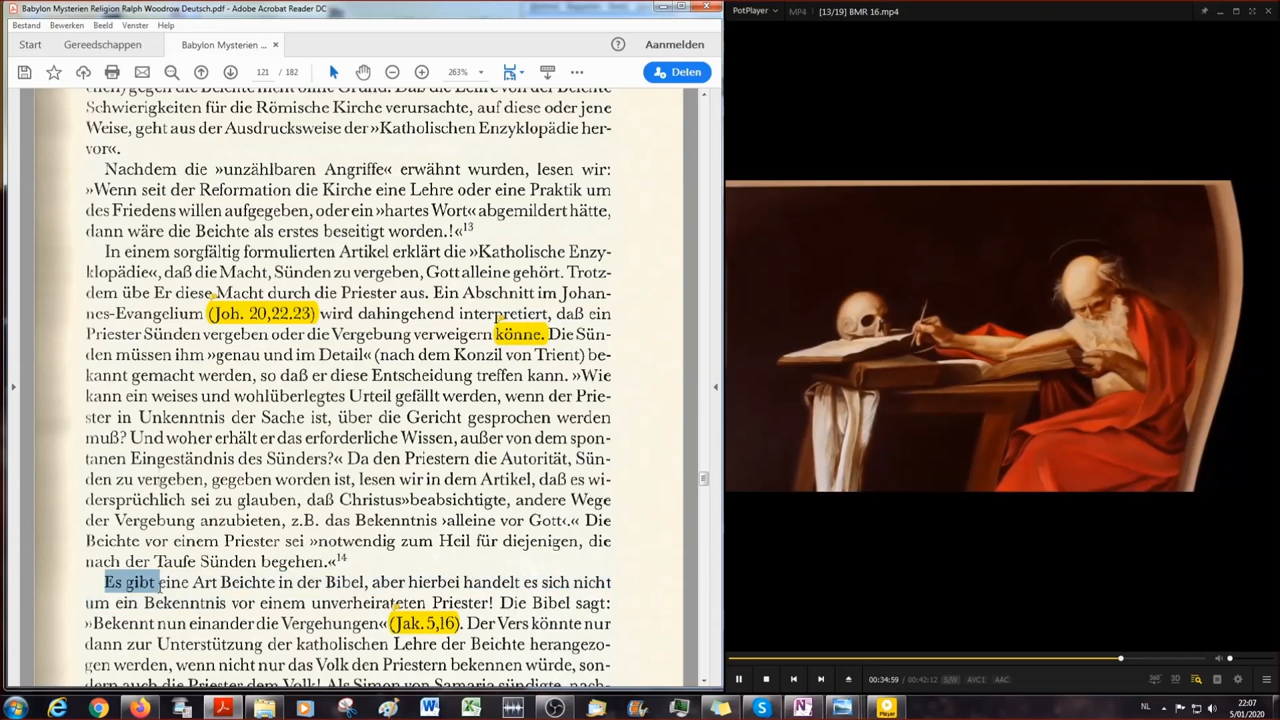 Babylon Mysterien Religion Ralph Woodrow Deutsch.pdf - Adobe Acrobat Reader DC
Bestand Bewerken Beeld Venster Help
Start Gereedschappen Babylon Mysterien ... × Aanmelden
121 / 182 263% Delen
Schwierigkeiten für die Römische Kirche verursachte, auf diese oder jene
Weise, geht aus der Ausdrucksweise der »Katholischen Enzyklopädie her-
vor«.
Nachdem die »unzählbaren Angriffe« erwähnt wurden, lesen wir:
»Wenn seit der Reformation die Kirche eine Lehre oder eine Praktik um
des Friedens willen aufgegeben, oder ein »hartes Wort« abgemildert hätte,
dann wäre die Beichte als erstes beseitigt worden.!«13
In einem sorgfältig formulierten Artikel erklärt die »Katholische Enzy-
klopädie«, daß die Macht, Sünden zu vergeben, Gott alleine gehört. Trotz-
dem übe Er diese Macht durch die Priester aus. Ein Abschnitt im Johan-
nes-Evangelium (Joh. 20,22.23) wird dahingehend interpretiert, daß ein
Priester Sünden vergeben oder die Vergebung verweigern könne. Die Sün-
den müssen ihm »genau und im Detail« (nach dem Konzil von Trient) be-
kannt gemacht werden, so daß er diese Entscheidung treffen kann. »Wie
kann ein weises und wohlüberlegtes Urteil gefällt werden, wenn der Prie-
ster in Unkenntnis der Sache ist, über die Gericht gesprochen werden
muß? Und woher erhält er das erforderliche Wissen, außer von dem spon-
tanen Eingeständnis des Sünders?« Da den Priestern die Autorität, Sün-
den zu vergeben, gegeben worden ist, lesen wir in dem Artikel, daß es wi-
dersprüchlich sei zu glauben, daß Christus»beabsichtigte, andere Wege
der Vergebung anzubieten, z.B. das Bekenntnis ›alleine vor Gott‹.« Die
Beichte vor einem Priester sei »notwendig zum Heil für diejenigen, die
nach der Taufe Sünden begehen.«14
Es gibt eine Art Beichte in der Bibel, aber hierbei handelt es sich nicht
um ein Bekenntnis vor einem unverheirateten Priester! Die Bibel sagt:
»Bekennt nun einander die Vergehungen« (Jak. 5,16). Der Vers könnte nur
dann zur Unterstützung der katholischen Lehre der Beichte herangezo-
gen werden, wenn nicht nur das Volk den Priestern bekennen würde, son-
dern auch die Priester dem Volk! Als Simon von Samaria sündigte, nach-
PotPlayer MP4 [13/19] BMR 16.mp4
00:34:59 / 00:42:12 S/W AVC1 AAC
360° 3D
NL 22:07
5/01/2020